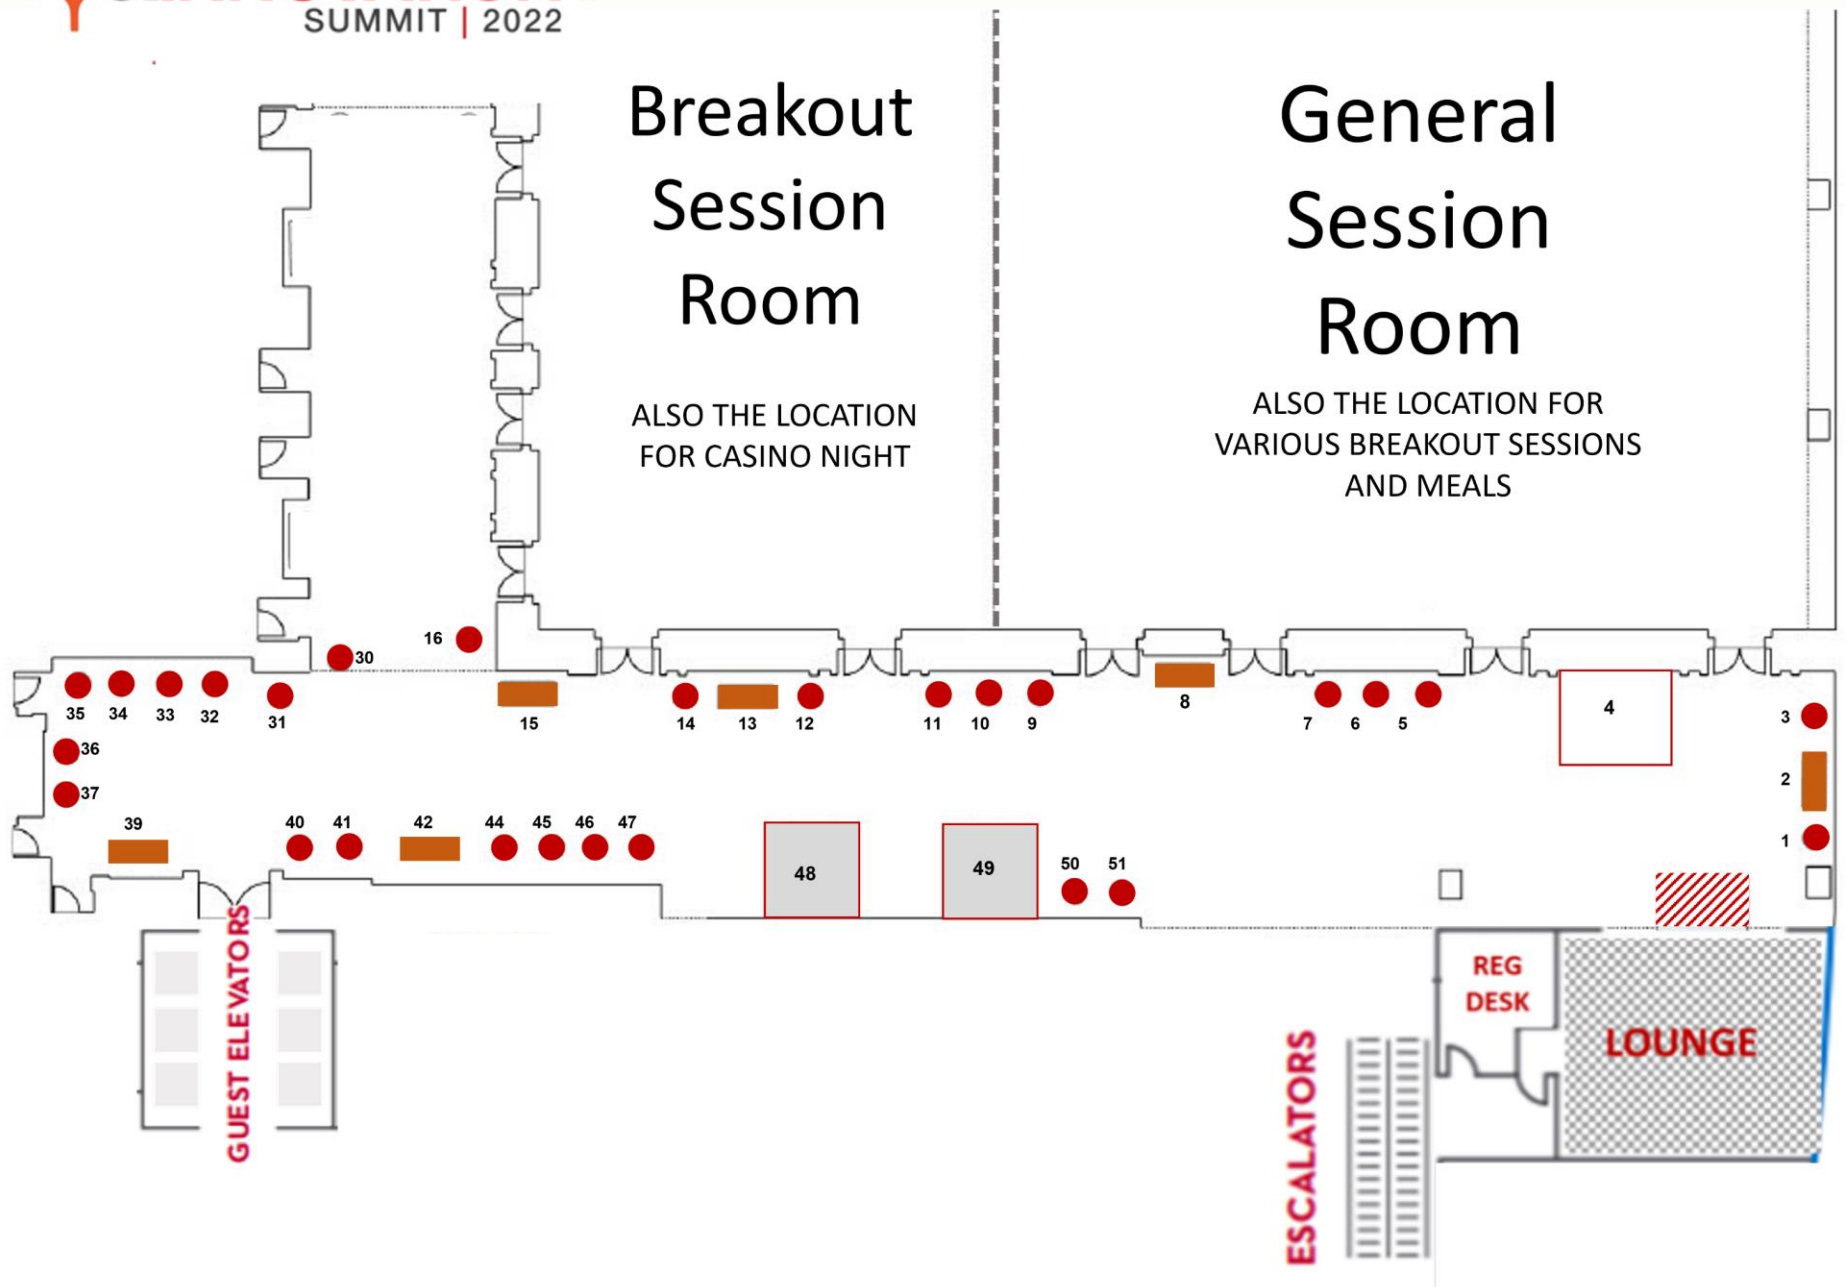 SUMMIT | 2022
Breakout
Session
Room
ALSO THE LOCATION
FOR CASINO NIGHT
General
Session
Room
ALSO THE LOCATION FOR
VARIOUS BREAKOUT SESSIONS
AND MEALS
16
30
35 34 33 32 31
15
14 13 12
11 10 9
8
7 6 5
4
3
2
1
36
37
39
40 41 42 44 45 46 47
48
49
50 51
GUEST ELEVATORS
ESCALATORS
REG
DESK
LOUNGE